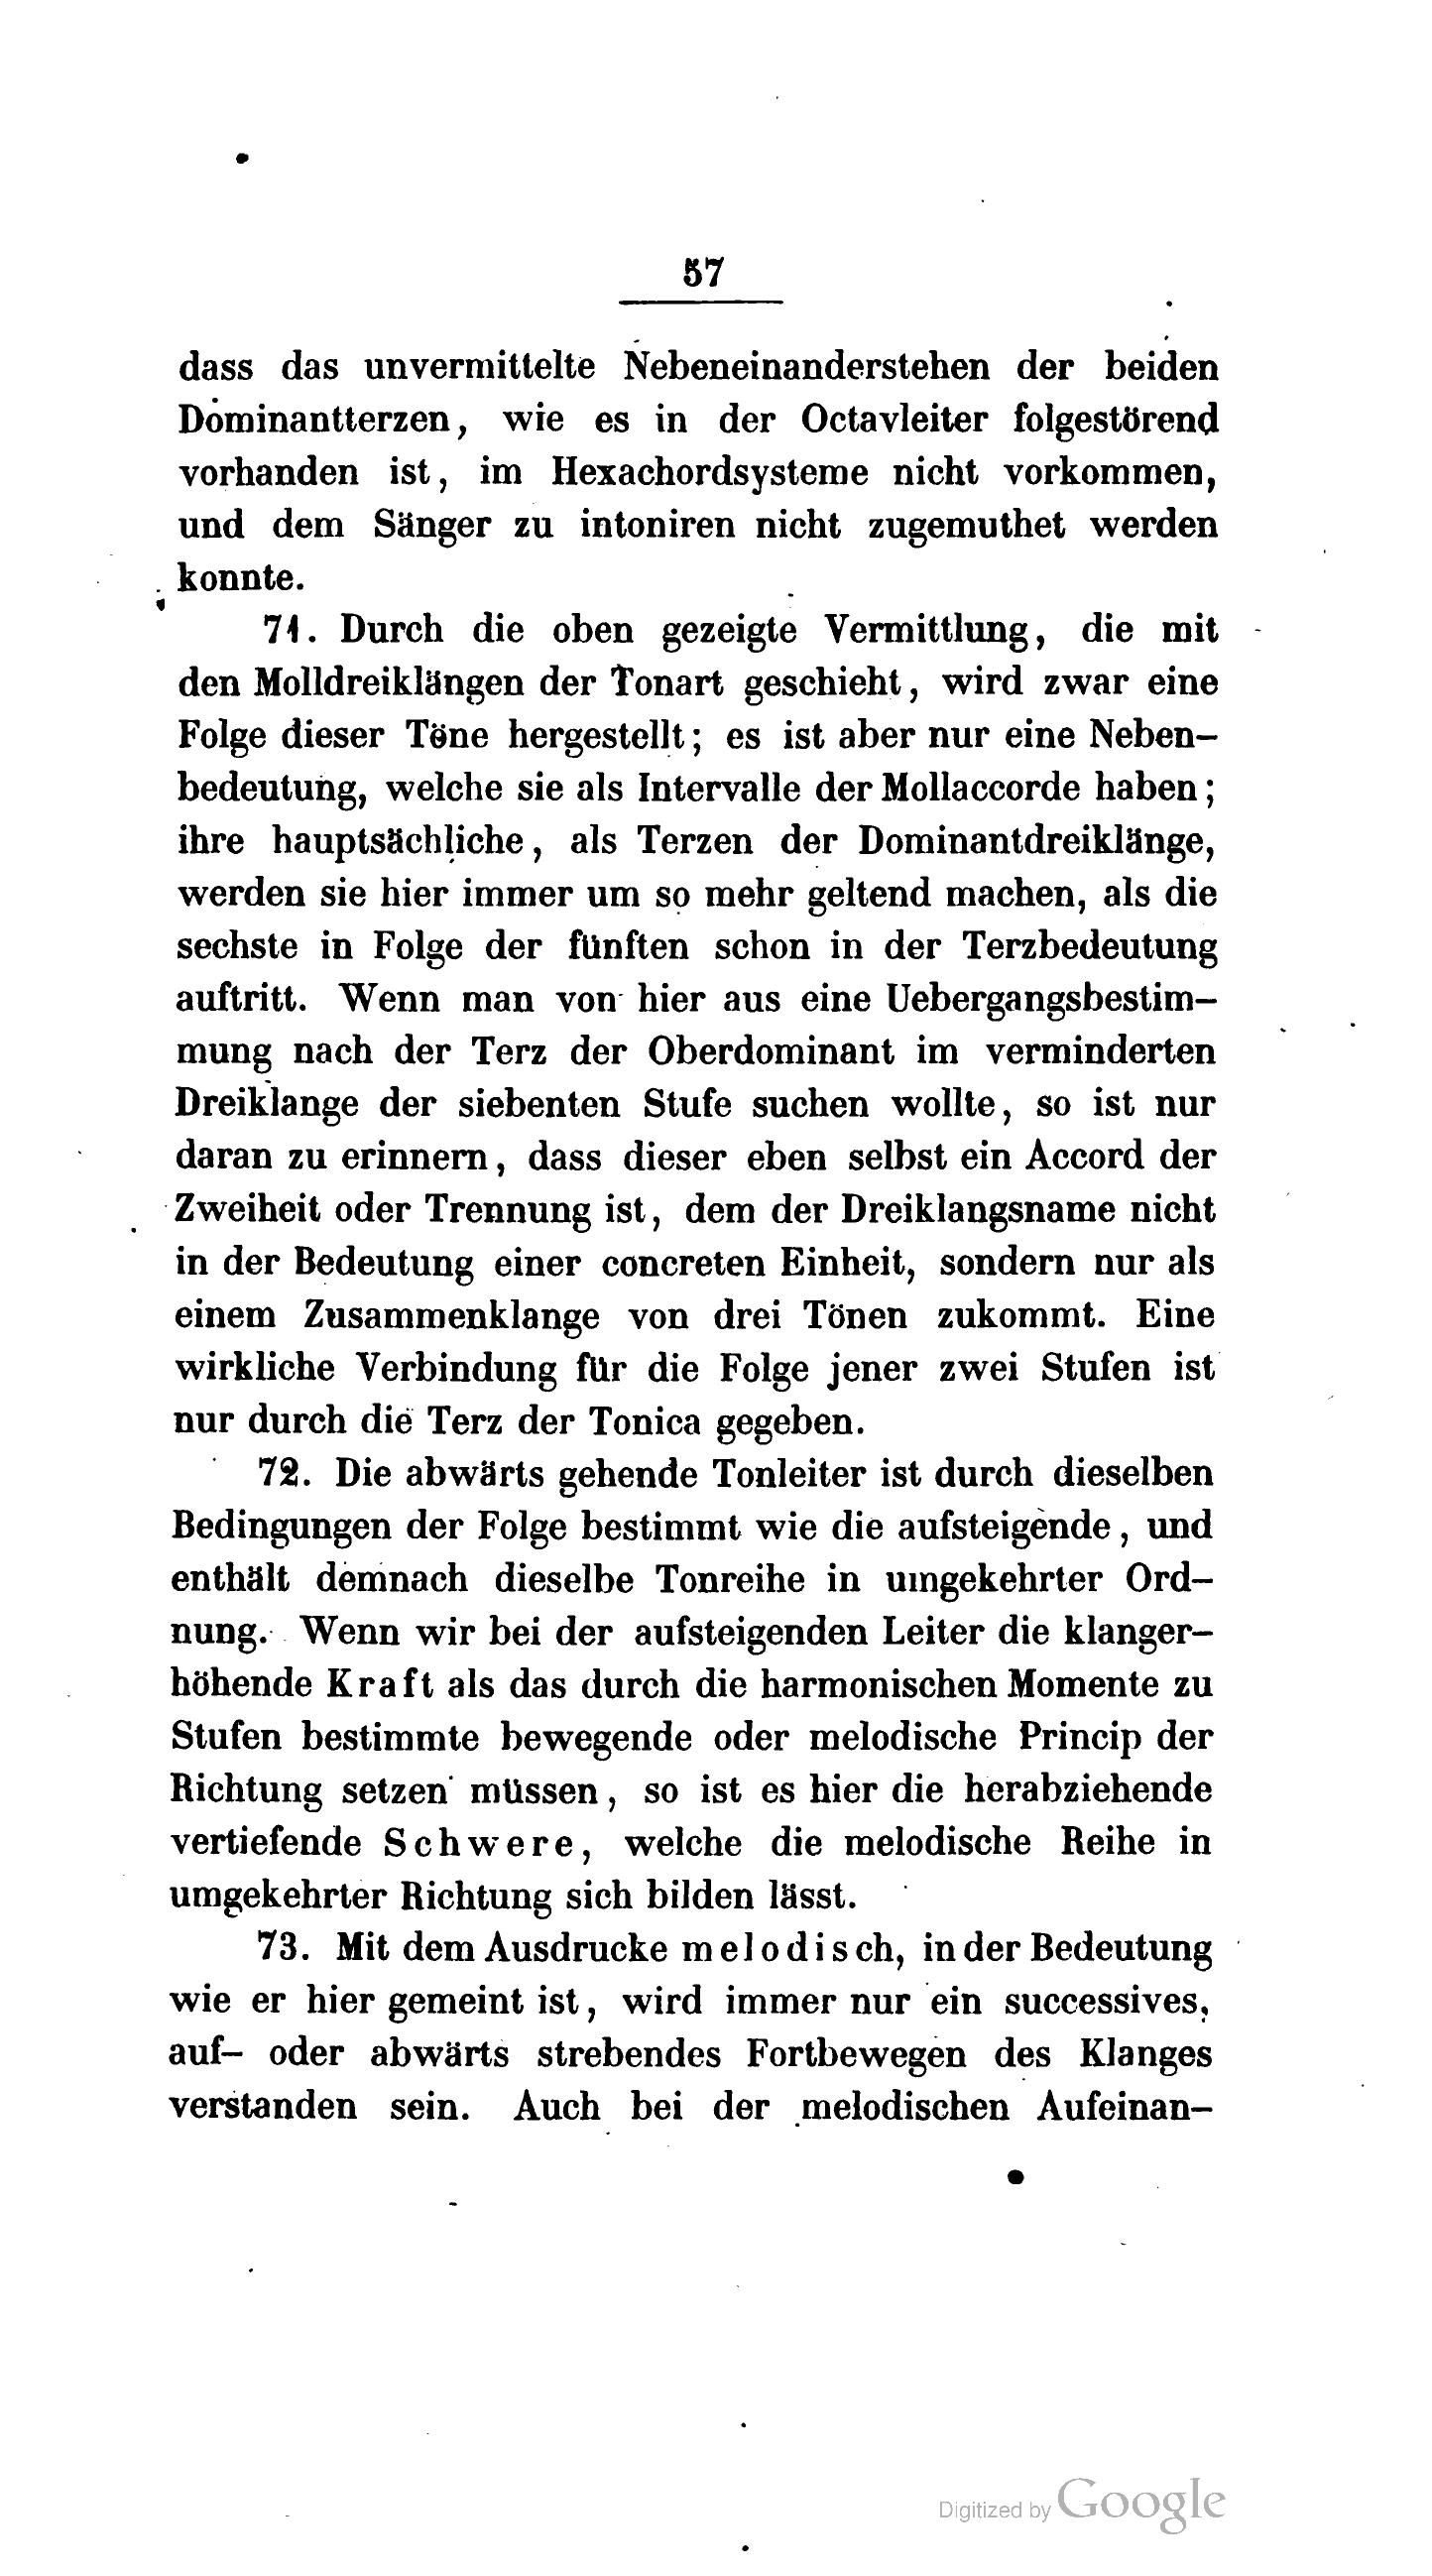 57
dass das unvermittelte Nebeneinanderstehen der beiden
Dominantterzen, wie es in der Octavleiter folgestörend
vorhanden ist, im Hexachordsysteme nicht vorkommen,
und dem Sänger zu intoniren nicht zugemuthet werden
konnte.
71. Durch die oben gezeigte Vermittlung, die mit
den Molldreiklängen der Tonart geschieht, wird zwar eine
Folge dieser Töne hergestellt; es ist aber nur eine Neben-
bedeutung, welche sie als Intervalle der Mollaccorde haben;
ihre hauptsächliche, als Terzen der Dominantdreiklänge,
werden sie hier immer um so mehr geltend machen, als die
sechste in Folge der fünften schon in der Terzbedeutung
auftritt. Wenn man von hier aus eine Uebergangsbestim-
mung nach der Terz der Oberdominant im verminderten
Dreiklange der siebenten Stufe suchen wollte, so ist nur
daran zu erinnern, dass dieser eben selbst ein Accord der
Zweiheit oder Trennung ist, dem der Dreiklangsname nicht
in der Bedeutung einer concreten Einheit, sondern nur als
einem Zusammenklange von drei Tönen zukommt. Eine
wirkliche Verbindung für die Folge jener zwei Stufen ist
nur durch die Terz der Tonica gegeben.
72. Die abwärts gehende Tonleiter ist durch dieselben
Bedingungen der Folge bestimmt wie die aufsteigende, und
enthält demnach dieselbe Tonreihe in umgekehrter Ord-
nung. Wenn wir bei der aufsteigenden Leiter die klanger-
höhende Kraft als das durch die harmonischen Momente zu
Stufen bestimmte bewegende oder melodische Princip der
Richtung setzen müssen, so ist es hier die herabziehende
vertiefende Schwere, welche die melodische Reihe in
umgekehrter Richtung sich bilden lässt.
73. Mit dem Ausdrucke melodisch, in der Bedeutung
wie er hier gemeint ist, wird immer nur ein successives,
auf- oder abwärts strebendes Fortbewegen des Klanges
verstanden sein. Auch bei der melodischen Aufeinan-
Digitized by Google